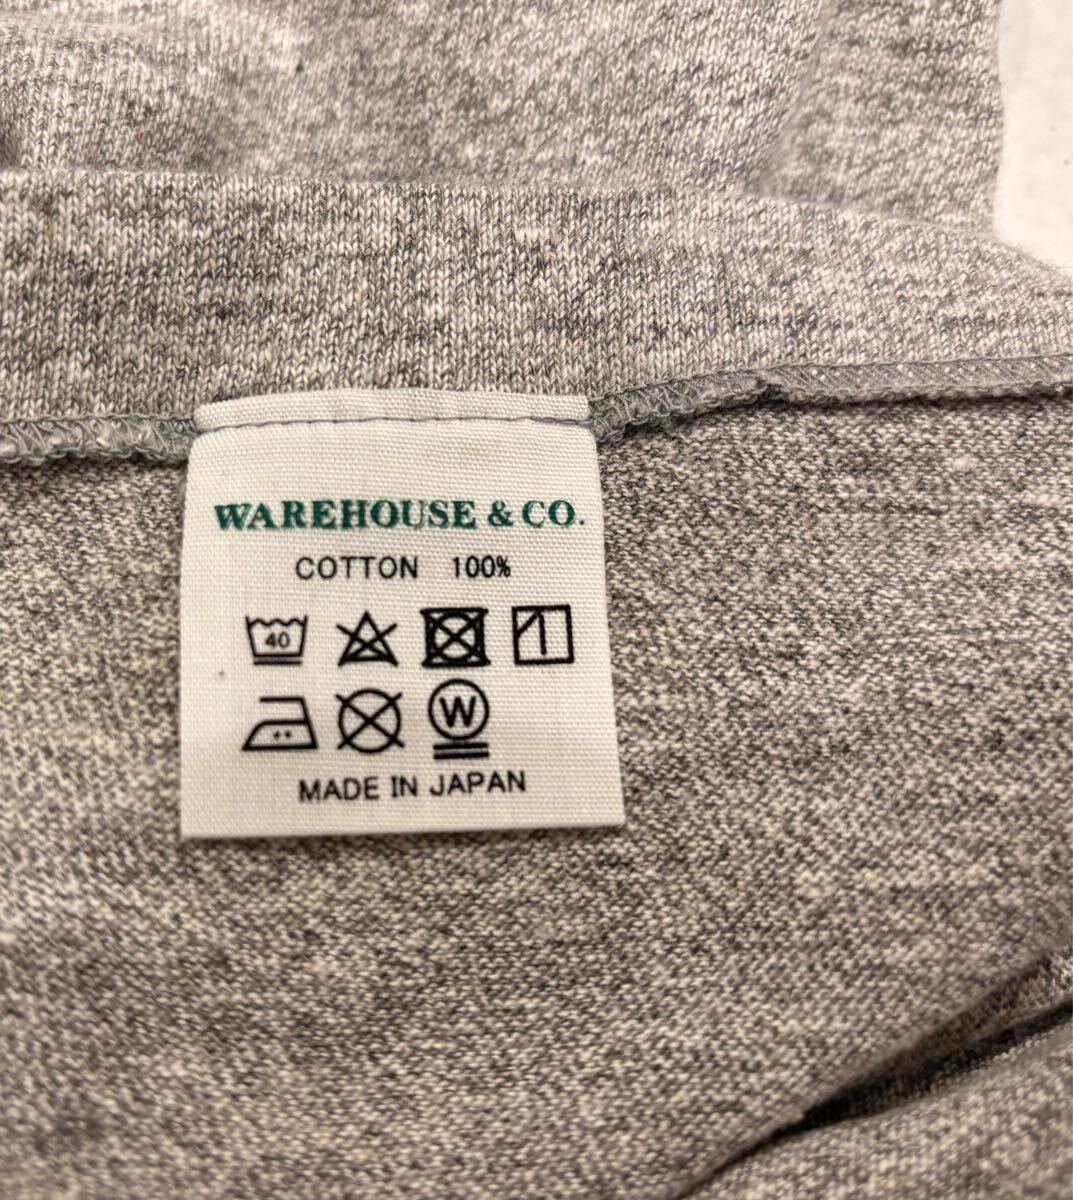 WAREHOUSE & CO.
COTTON 100%
40
W
MADE IN JAPAN